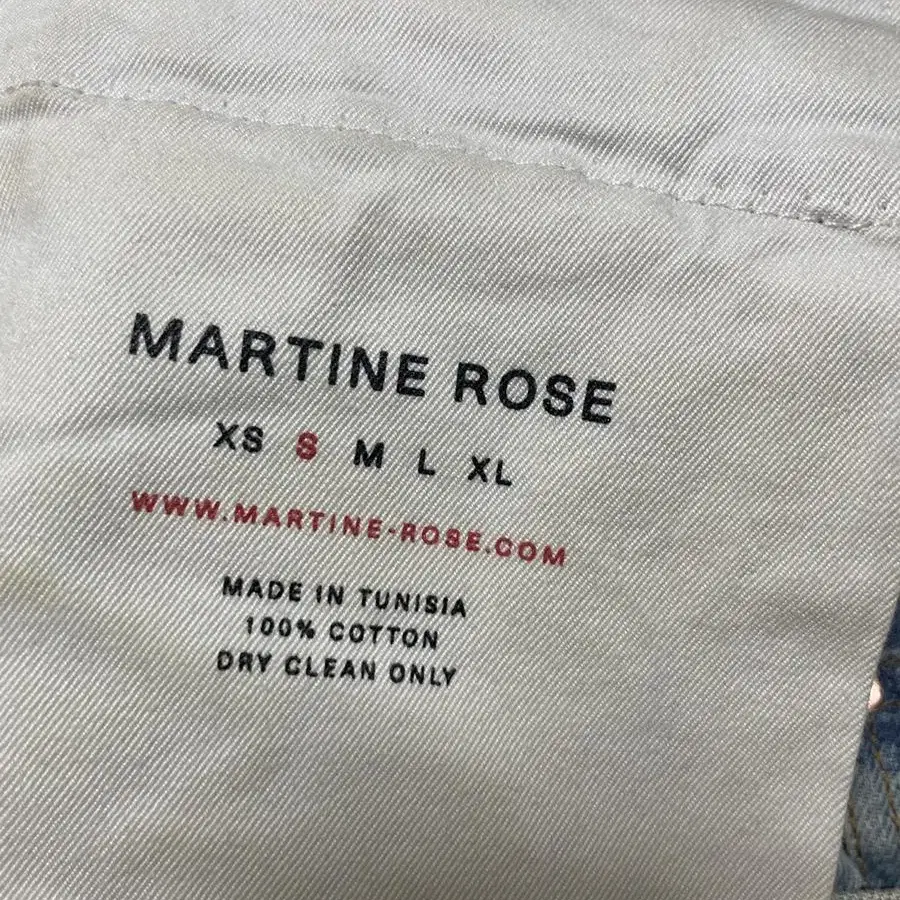 MARTINE ROSE
XS S M L XL
WWW.MARTINE-ROSE.COM
MADE IN TUNISIA
100% COTTON
DRY CLEAN ONLY